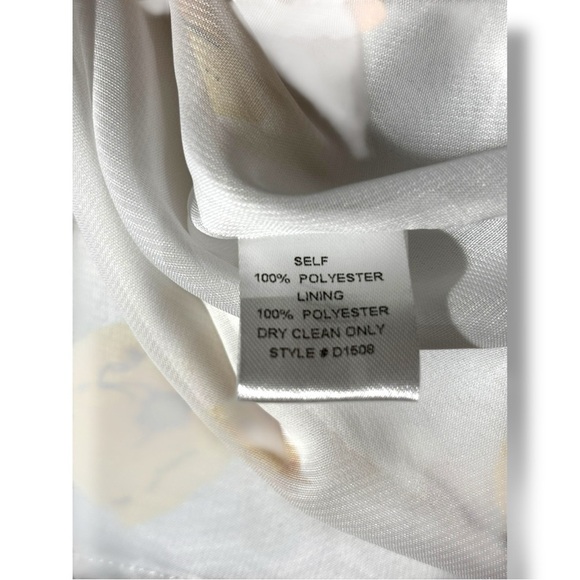 SELF
100% POLYESTER
LINING
100% POLYESTER
DRY CLEAN ONLY
STYLE # D1508